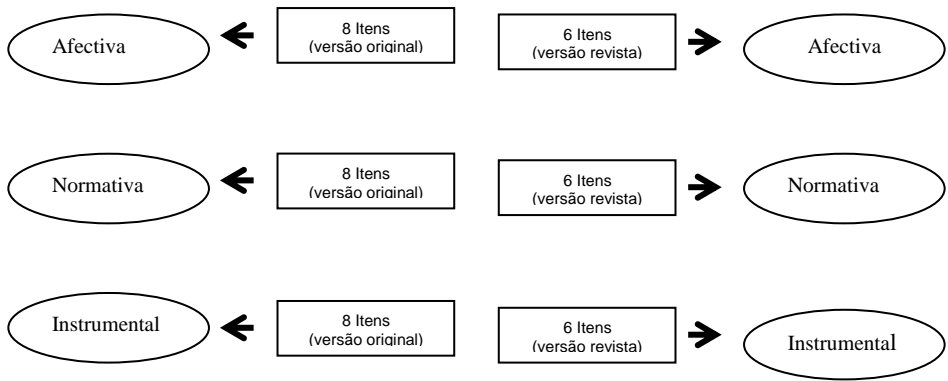 Afectiva
8 Itens
(versão original)
6 Itens
(versão revista)
Afectiva
Normativa
8 Itens
(versão original)
6 Itens
(versão revista)
Normativa
Instrumental
8 Itens
(versão original)
6 Itens
(versão revista)
Instrumental